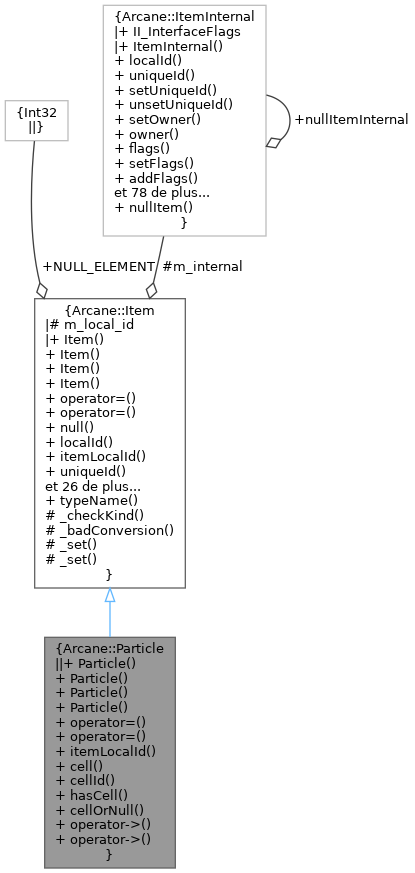 {Arcane::ItemInternal
|+ II_InterfaceFlags
|+ ItemInternal()
+ localId()
+ uniqueId()
+ setUniqueId()
+ unsetUniqueId()
+ setOwner()
+ owner()
+ flags()
+ setFlags()
+ addFlags()
et 78 de plus...
+ nullItem()
}
+nullItemInternal
{Int32
||}
+NULL_ELEMENT
#m_internal
{Arcane::Item
|# m_local_id
|+ Item()
+ Item()
+ Item()
+ Item()
+ operator=()
+ operator=()
+ null()
+ localId()
+ itemLocalId()
+ uniqueId()
et 26 de plus...
+ typeName()
# _checkKind()
# _badConversion()
# _set()
# _set()
}
{Arcane::Particle
||+ Particle()
+ Particle()
+ Particle()
+ Particle()
+ operator=()
+ operator=()
+ itemLocalId()
+ cell()
+ cellId()
+ hasCell()
+ cellOrNull()
+ operator->()
+ operator->()
}